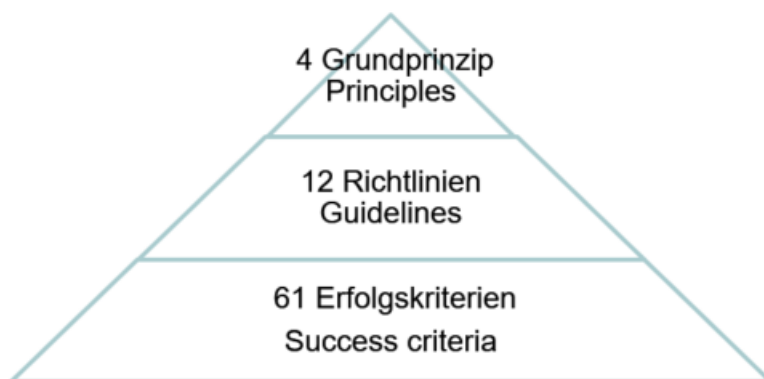 4 Grundprinzip
Principles
12 Richtlinien
Guidelines
61 Erfolgskriterien
Success criteria